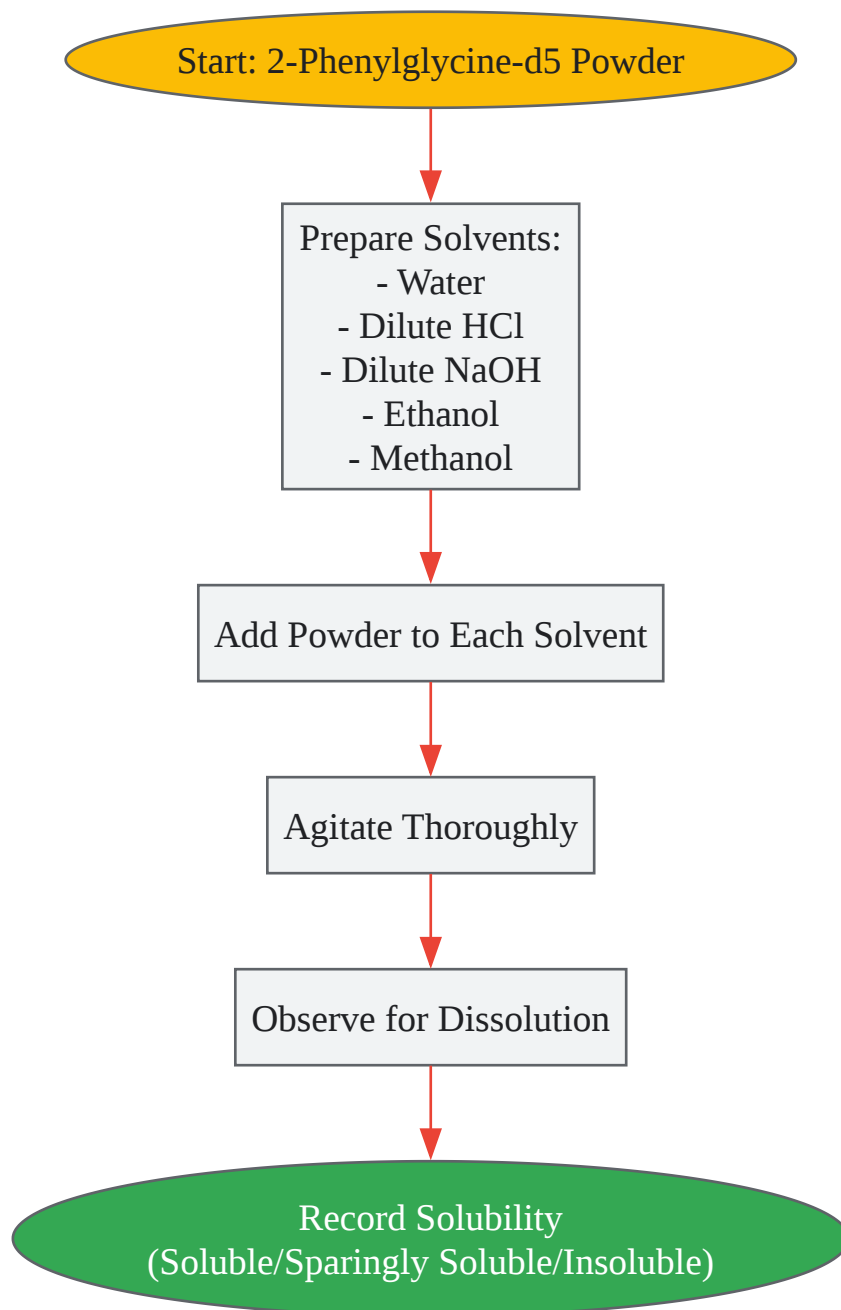 Start: 2-Phenylglycine-d5 Powder
Prepare Solvents:
- Water
- Dilute HCl
- Dilute NaOH
- Ethanol
- Methanol
Add Powder to Each Solvent
Agitate Thoroughly
Observe for Dissolution
Record Solubility
(Soluble/Sparingly Soluble/Insoluble)